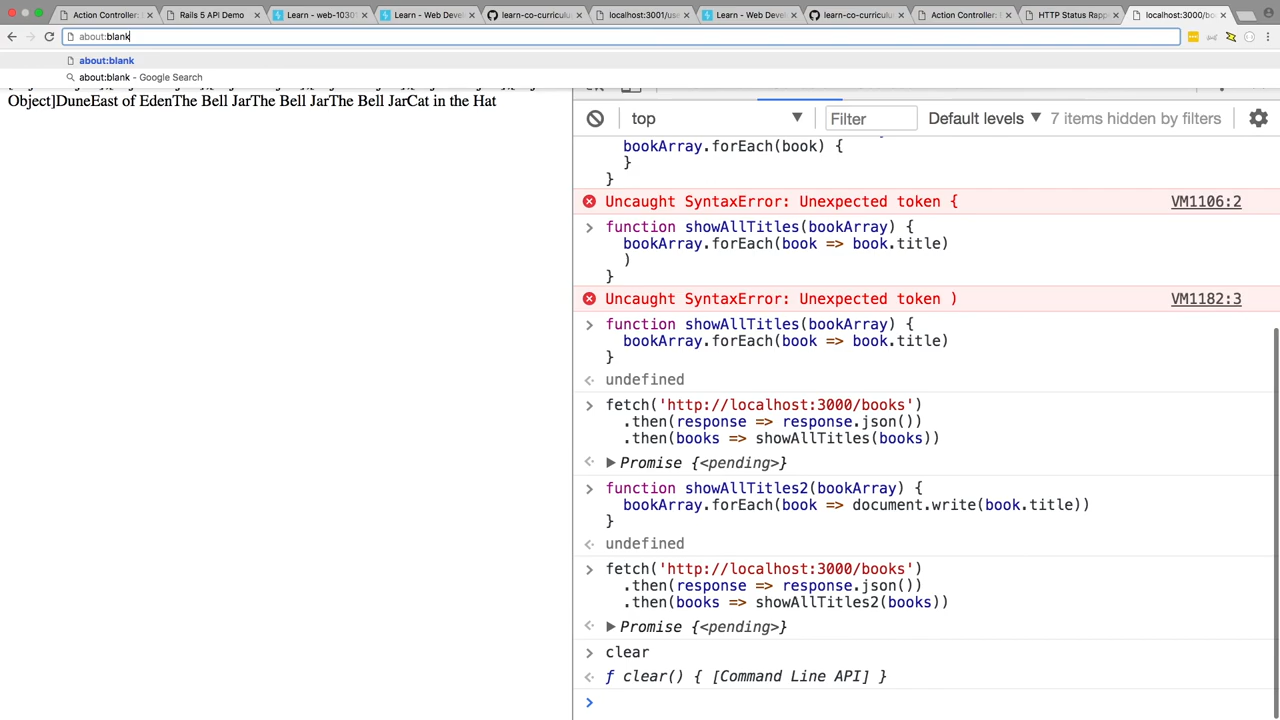 Action Controller: Rails 5 API Demo Learn - web-1030 Learn - Web Deve learn-co-curriculu localhost:3001/use Learn - Web Deve learn-co-curriculu Action Controller: HTTP Status Rapp localhost:3000/bo
about:blank
about:blank
about:blank - Google Search
Object]DuneEast of EdenThe Bell JarThe Bell JarThe Bell JarCat in the Hat
top Filter Default levels 7 items hidden by filters
bookArray.forEach(book) {
}
}
Uncaught SyntaxError: Unexpected token { VM1106:2
function showAllTitles(bookArray) {
bookArray.forEach(book => book.title)
)
}
Uncaught SyntaxError: Unexpected token ) VM1182:3
function showAllTitles(bookArray) {
bookArray.forEach(book => book.title)
}
undefined
fetch('http://localhost:3000/books')
.then(response => response.json())
.then(books => showAllTitles(books))
Promise {<pending>}
function showAllTitles2(bookArray) {
bookArray.forEach(book => document.write(book.title))
}
undefined
fetch('http://localhost:3000/books')
.then(response => response.json())
.then(books => showAllTitles2(books))
Promise {<pending>}
clear
ƒ clear() { [Command Line API] }